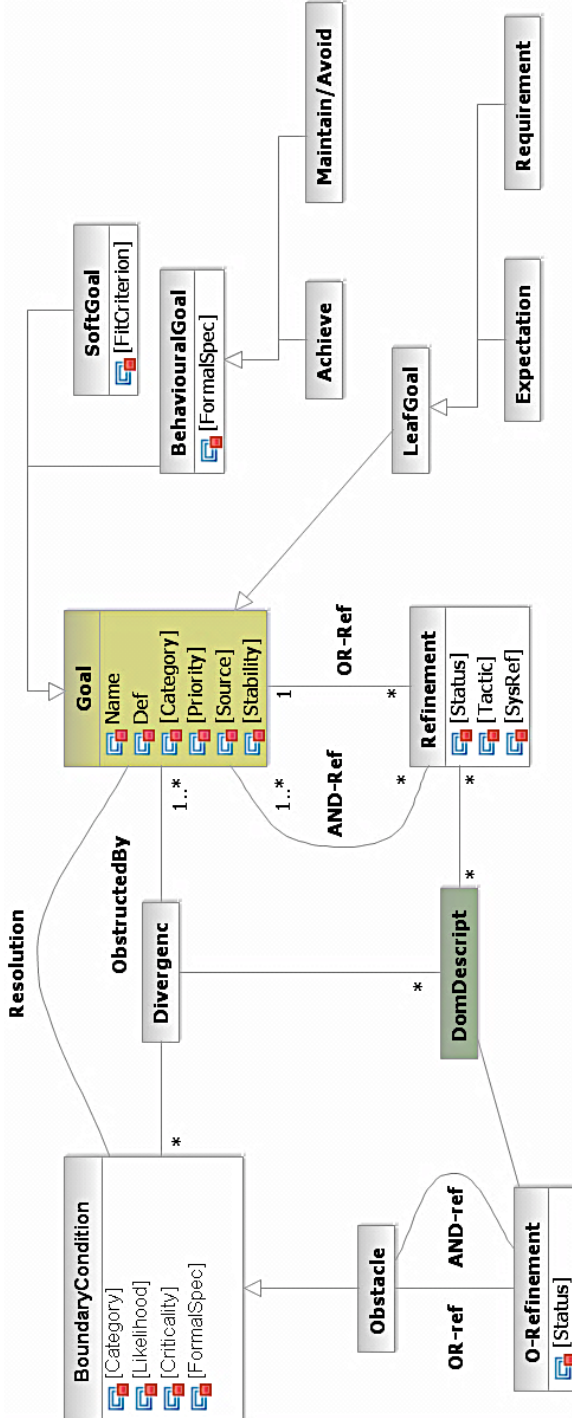 Resolution
BoundaryCondition
[Category]
[Likelihood]
[Criticality]
[FormalSpec]
*
Divergenc
ObstructedBy
1..*
Goal
Name
Def
[Category]
[Priority]
[Source]
[Stability]
SoftGoal
[FitCriterion]
BehaviouralGoal
[FormalSpec]
Achieve
Maintain/Avoid
1..*
AND-Ref
*
1
OR-Ref
*
Refinement
[Status]
[Tactic]
[SysRef]
*
*
*
DomDescript
LeafGoal
Expectation
Requirement
Obstacle
OR-ref
AND-ref
O-Refinement
[Status]